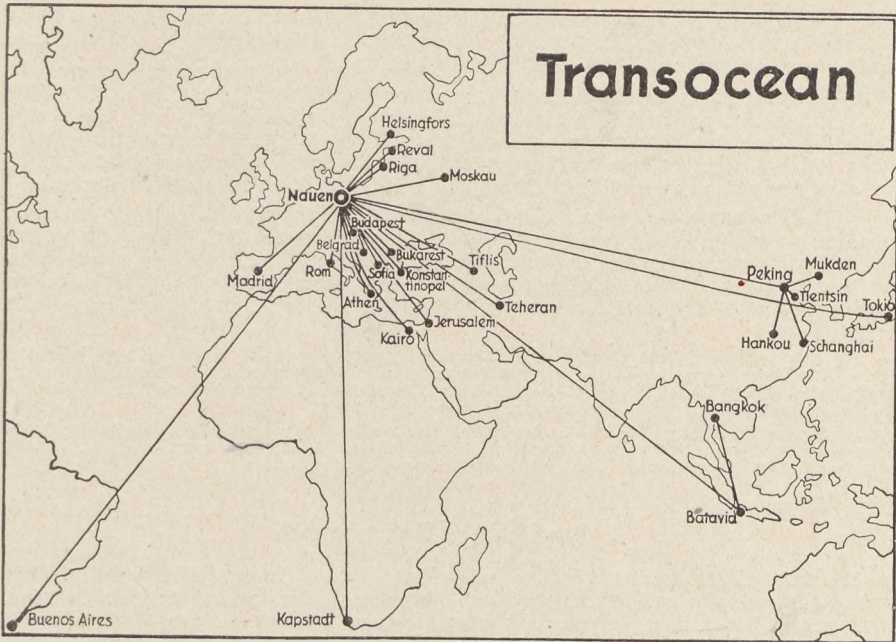 Transocean
Helsingfors
Reval
Riga
Moskau
Nauen
Budapest
Belgrad
Bukarest
Tiflis
Madrid
Rom
Sofia
Konstan-
tinopel
Athen
Teheran
Jerusalem
Kairo
Peking
Mukden
Tientsin
Tokio
Hankou
Schanghai
Bangkok
Batavia
Buenos Aires
Kapstadt